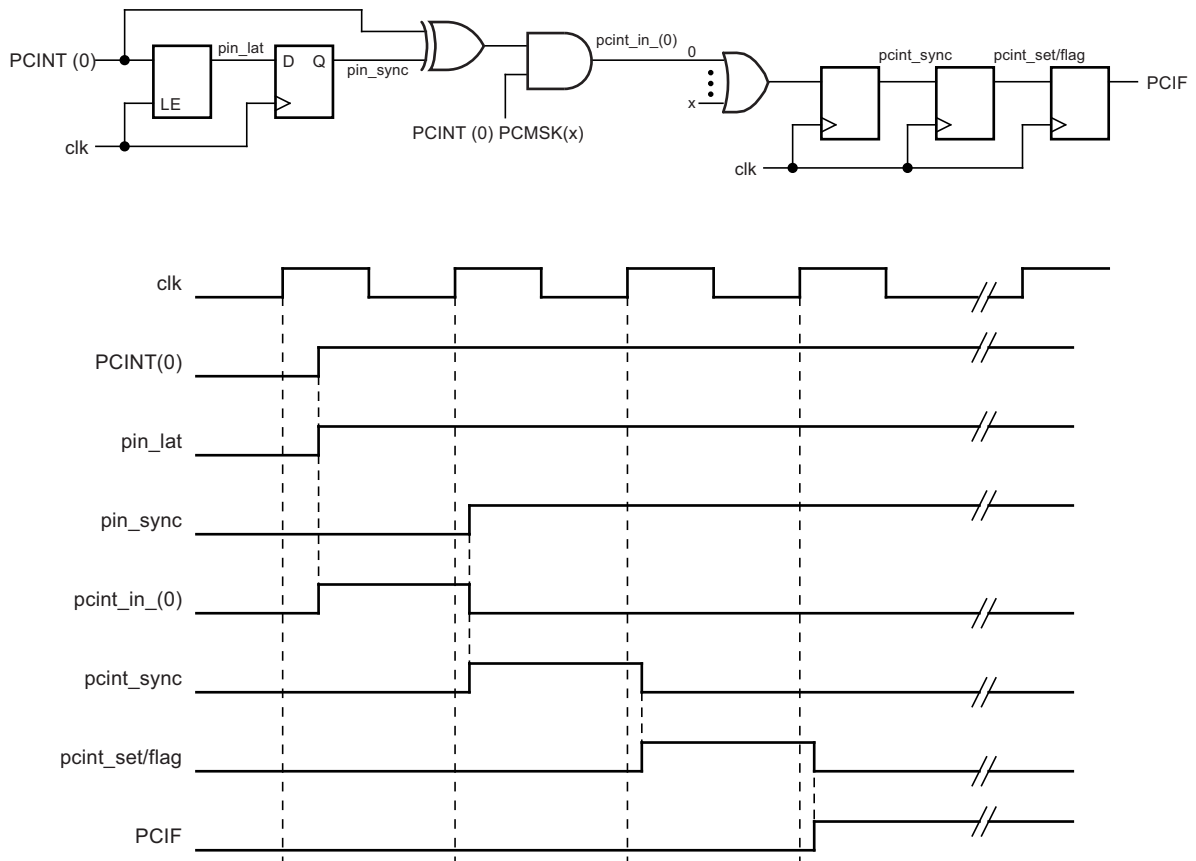 PCINT (0)
pin_lat
D Q
LE
pin_sync
clk
PCINT (0) PCMSK(x)
pcint_in_(0)
0
x
pcint_sync
pcint_set/flag
PCIF
clk
clk
PCINT(0)
pin_lat
pin_sync
pcint_in_(0)
pcint_sync
pcint_set/flag
PCIF